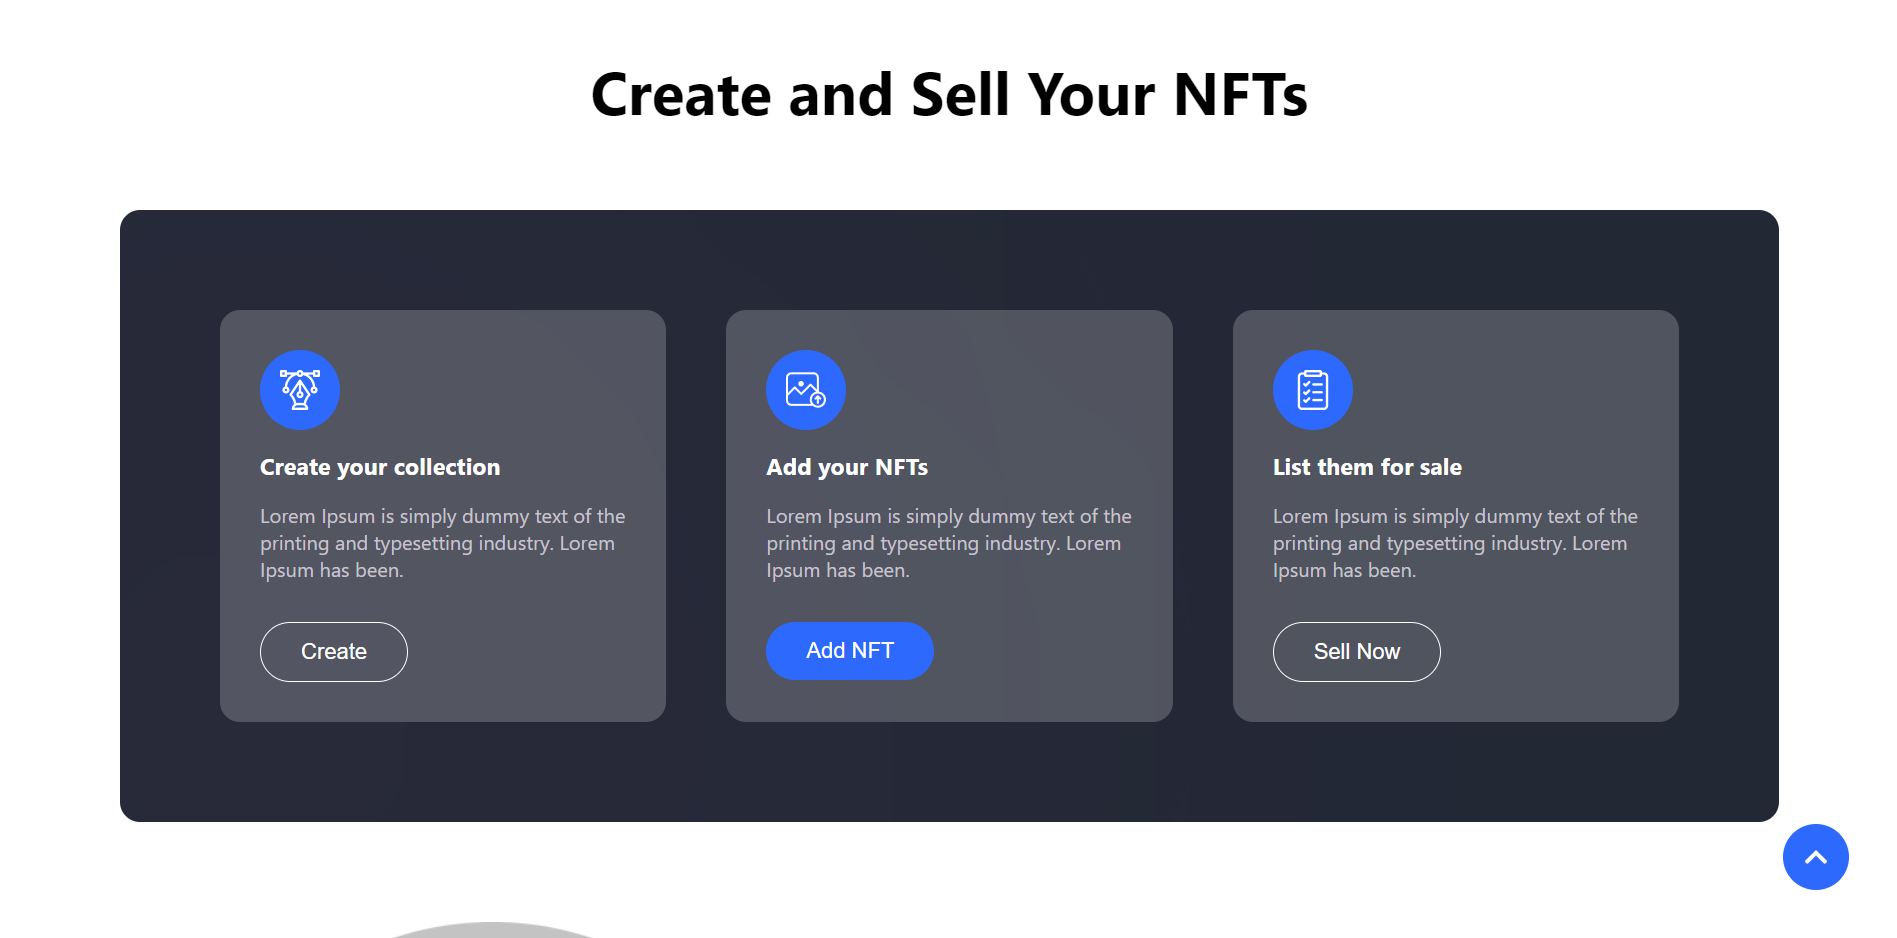 Create and Sell Your NFTs
Create your collection
Lorem Ipsum is simply dummy text of the
printing and typesetting industry. Lorem
Ipsum has been.
Create
Add your NFTs
Lorem Ipsum is simply dummy text of the
printing and typesetting industry. Lorem
Ipsum has been.
Add NFT
List them for sale
Lorem Ipsum is simply dummy text of the
printing and typesetting industry. Lorem
Ipsum has been.
Sell Now